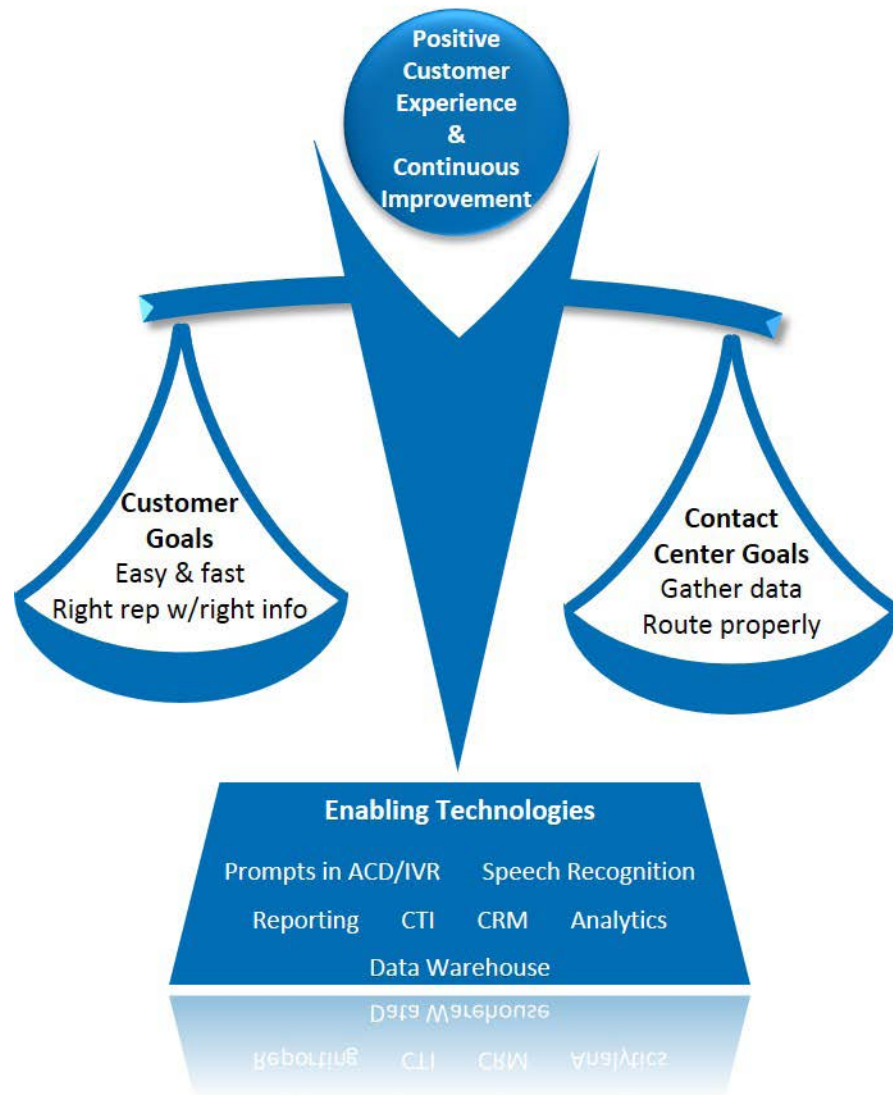 Positive
Customer
Experience
&
Continuous
Improvement
Customer
Goals
Easy & fast
Right rep w/right info
Contact
Center Goals
Gather data
Route properly
Enabling Technologies
Prompts in ACD/IVR Speech Recognition
Reporting CTI CRM Analytics
Data Warehouse